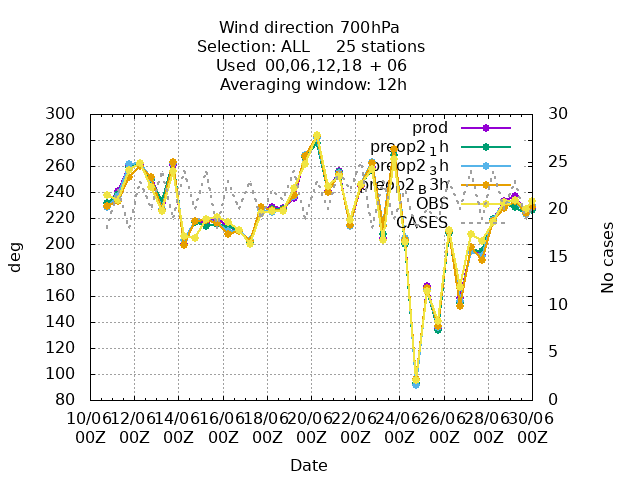 Wind direction 700hPa
Selection: ALL 25 stations
Used 00,06,12,18 + 06
Averaging window: 12h
300 280 260 240 220 200 180 160 140 120 100 80
30 25 20 15 10 5 0
prod
preop2_1h
preop2_3h
preop2_B_3h
OBS
CASES
deg
No cases
10/06 12/06 14/06 16/06 18/06 20/06 22/06 24/06 26/06 28/06 30/06
00Z 00Z 00Z 00Z 00Z 00Z 00Z 00Z 00Z 00Z 00Z
Date